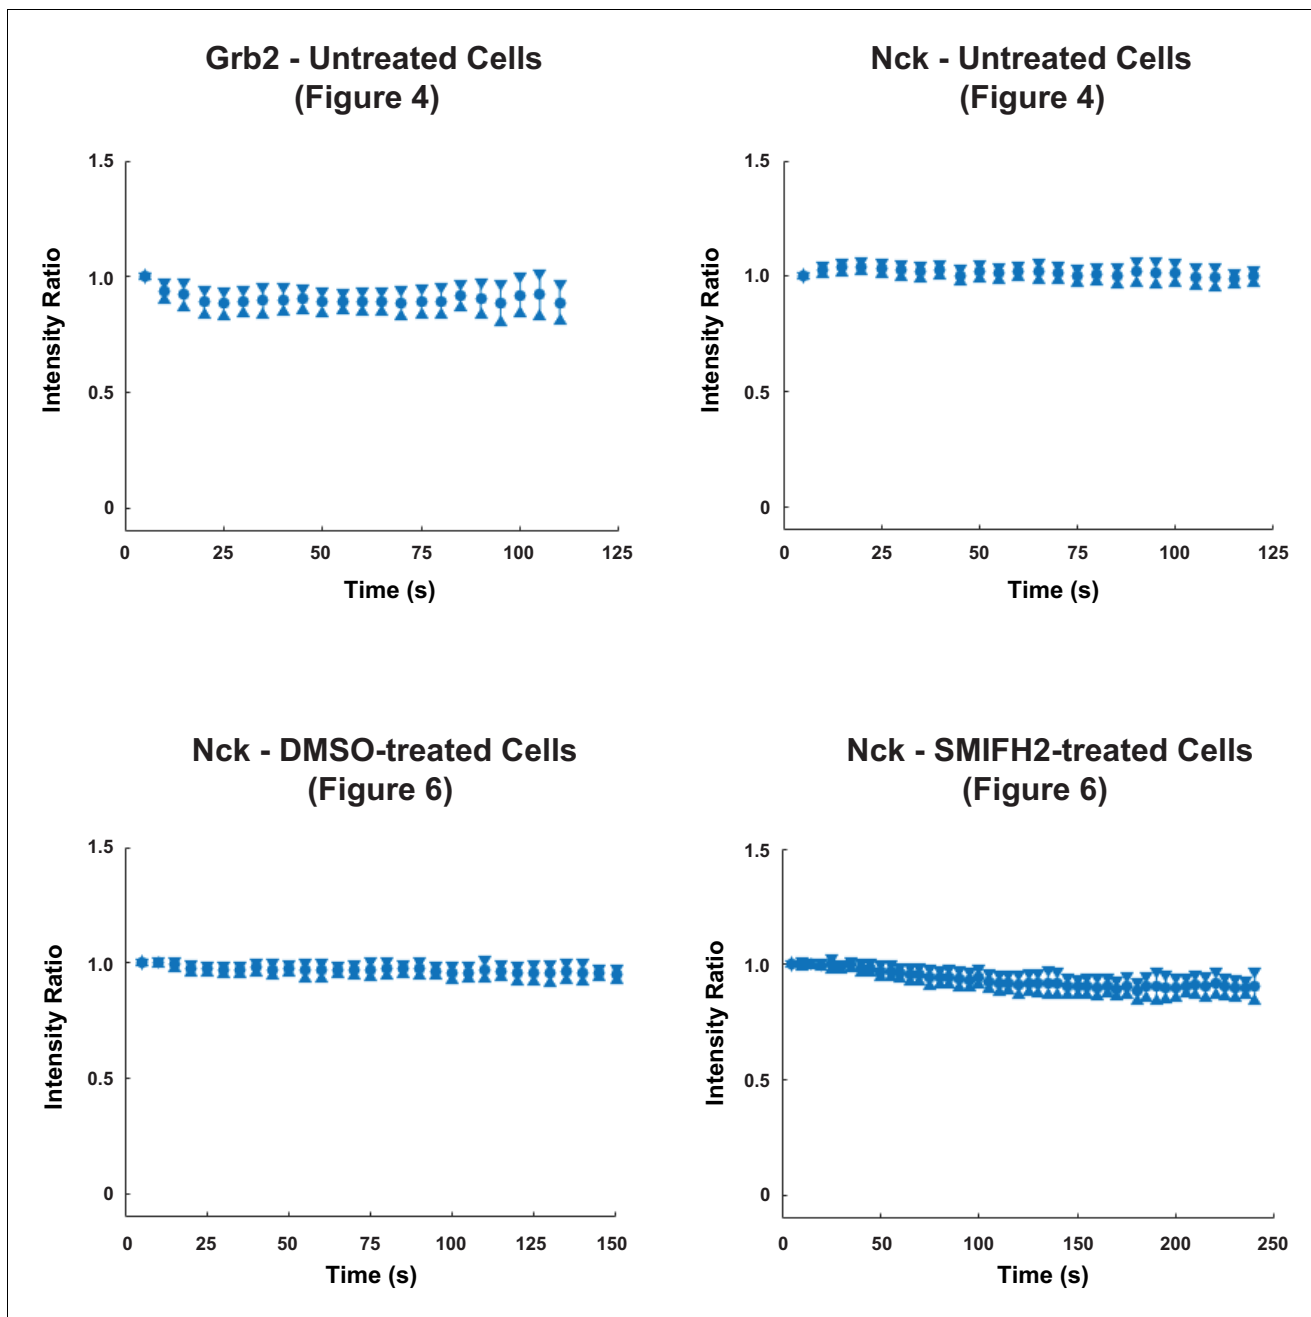 Grb2 - Untreated Cells
(Figure 4)
1.5
1.0
0.5
0
Intensity Ratio
0 25 50 75 100 125
Time (s)
Nck - Untreated Cells
(Figure 4)
1.5
1.0
0.5
0
Intensity Ratio
0 25 50 75 100 125
Time (s)
Nck - DMSO-treated Cells
(Figure 6)
1.5
1.0
0.5
0
Intensity Ratio
0 25 50 75 100 125 150
Time (s)
Nck - SMIFH2-treated Cells
(Figure 6)
1.5
1.0
0.5
0
Intensity Ratio
0 50 100 150 200 250
Time (s)